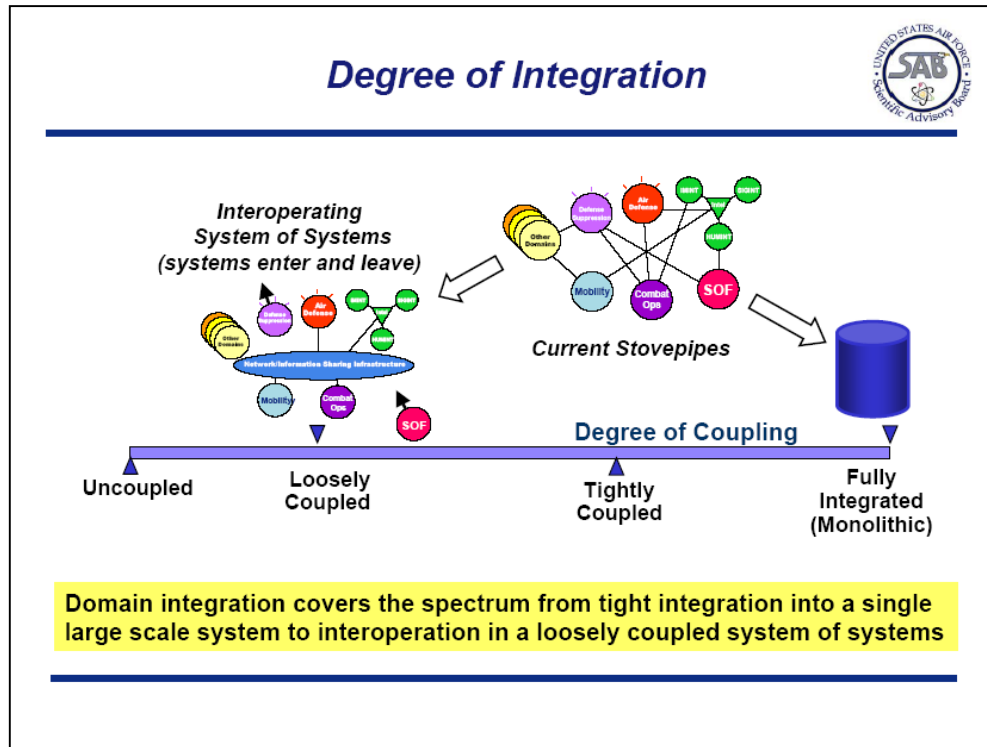 Degree of Integration
UNITED STATES AIR FORCE
SAB
Scientific Advisory Board
Interoperating
System of Systems
(systems enter and leave)
Other
Domains
Defense
Suppression
Air
Defense
IMINT
SIGINT
HUMINT
Mobility
Combat
Ops
SOF
Current Stovepipes
Other
Domains
Defense
Suppression
Air
Defense
HUMINT
Network/Information Sharing Infrastructure
Mobility
Combat
Ops
SOF
Degree of Coupling
Uncoupled
Loosely
Coupled
Tightly
Coupled
Fully
Integrated
(Monolithic)
Domain integration covers the spectrum from tight integration into a single
large scale system to interoperation in a loosely coupled system of systems